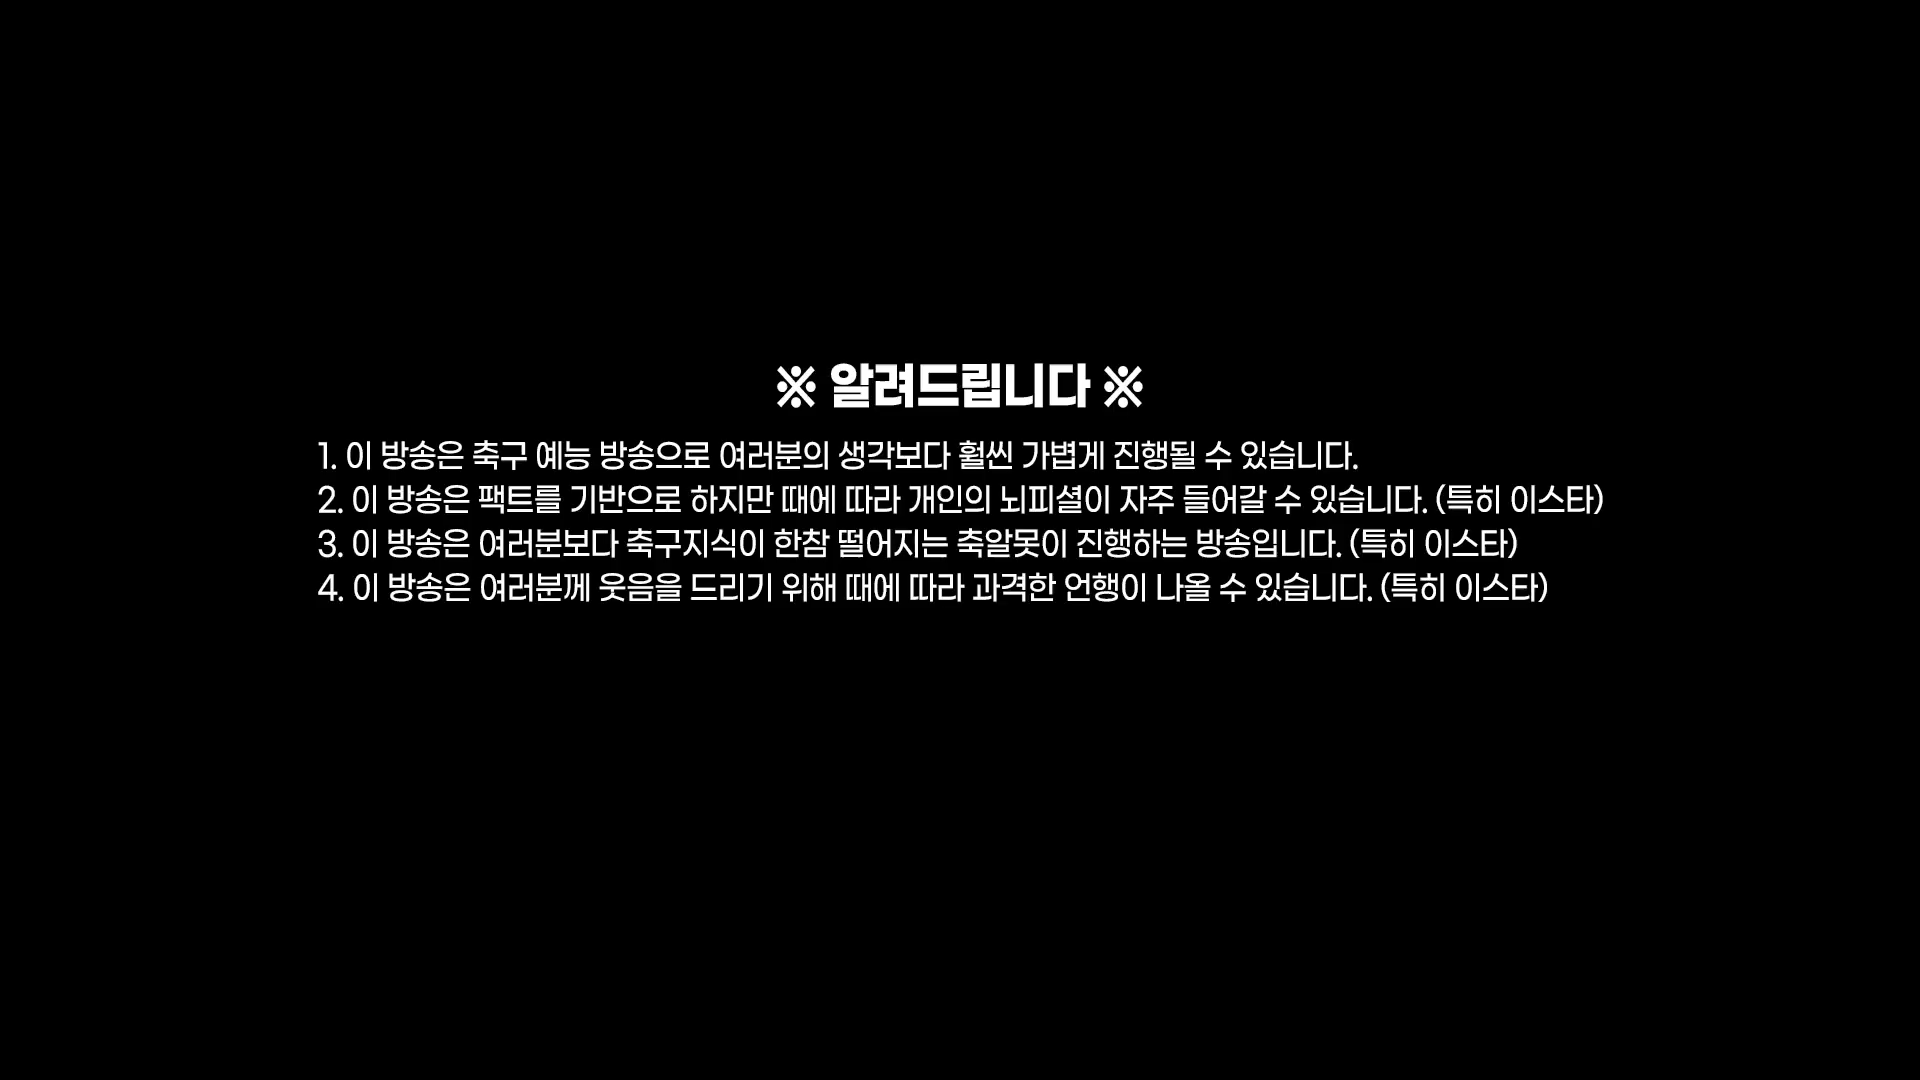 ※ 알려드립니다 ※
1. 이 방송은 축구 예능 방송으로 여러분의 생각보다 훨씬 가볍게 진행될 수 있습니다.
2. 이 방송은 팩트를 기반으로 하지만 때에 따라 개인의 뇌피셜이 자주 들어갈 수 있습니다. (특히 이스타)
3. 이 방송은 여러분보다 축구지식이 한참 떨어지는 축알못이 진행하는 방송입니다. (특히 이스타)
4. 이 방송은 여러분께 웃음을 드리기 위해 때에 따라 과격한 언행이 나올 수 있습니다. (특히 이스타)